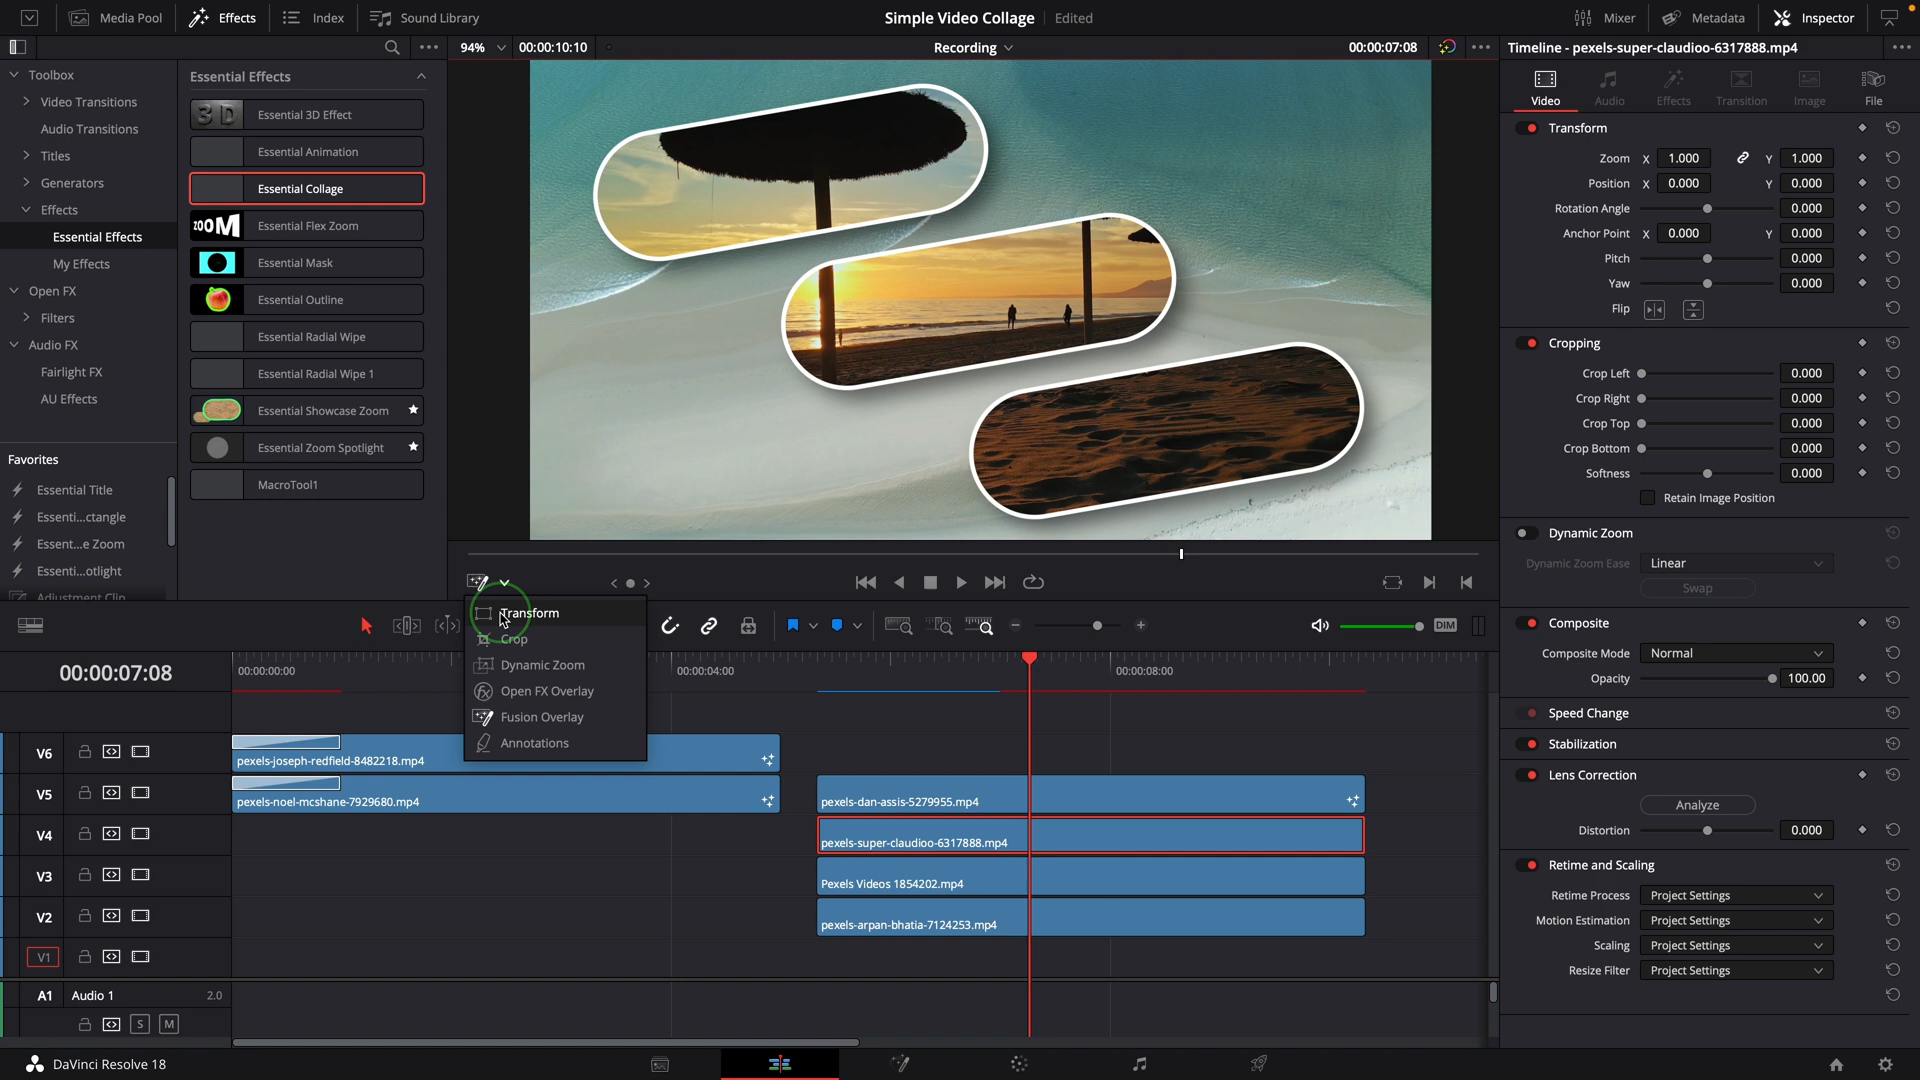 Media Pool
Effects
Index
Sound Library
Simple Video Collage
Edited
Mixer
Metadata
Inspector
94%
00:00:10:10
Recording
00:00:07:08
Timeline - pexels-super-claudioo-6317888.mp4
Toolbox
Video Transitions
Audio Transitions
Titles
Generators
Effects
Essential Effects
My Effects
Open FX
Filters
Audio FX
Fairlight FX
AU Effects
Favorites
Essential Title
Essenti...ctangle
Essent...e Zoom
Essenti...otlight
Adjustment Clip
Essential Effects
3D
Essential 3D Effect
Essential Animation
Essential Collage
ZOOM
Essential Flex Zoom
Essential Mask
Essential Outline
Essential Radial Wipe
Essential Radial Wipe 1
Essential Showcase Zoom
Essential Zoom Spotlight
MacroTool1
Video
Audio
Effects
Transition
Image
File
Transform
Zoom X 1.000 Y 1.000
Position X 0.000 Y 0.000
Rotation Angle 0.000
Anchor Point X 0.000 Y 0.000
Pitch 0.000
Yaw 0.000
Flip
Cropping
Crop Left 0.000
Crop Right 0.000
Crop Top 0.000
Crop Bottom 0.000
Softness 0.000
Retain Image Position
Dynamic Zoom
Dynamic Zoom Ease Linear
Swap
Composite
Composite Mode Normal
Opacity 100.00
Speed Change
Stabilization
Lens Correction
Analyze
Distortion 0.000
Retime and Scaling
Retime Process Project Settings
Motion Estimation Project Settings
Scaling Project Settings
Resize Filter Project Settings
Transform
Crop
Dynamic Zoom
Open FX Overlay
Fusion Overlay
Annotations
DIM
00:00:07:08
00:00:00:00
00:00:04:00
00:00:08:00
V6
pexels-joseph-redfield-8482218.mp4
V5
pexels-noel-mcshane-7929680.mp4
pexels-dan-assis-5279955.mp4
V4
pexels-super-claudioo-6317888.mp4
V3
Pexels Videos 1854202.mp4
V2
pexels-arpan-bhatia-7124253.mp4
V1
A1
Audio 1
2.0
S
M
DaVinci Resolve 18